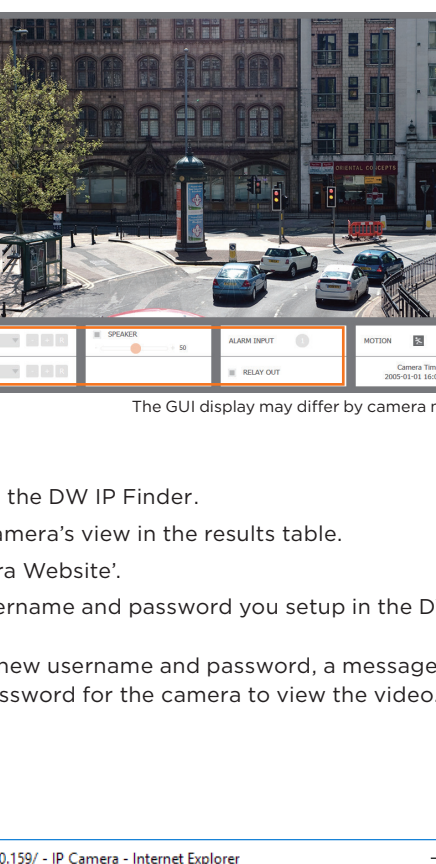 ORIENTAL CONCEPTS
SPEAKER
50
ALARM INPUT
1
MOTION
RELAY OUT
Camera Tim
2005-01-01 16:0
The GUI display may differ by camera
the DW IP Finder.
amera's view in the results table.
ra Website'.
ername and password you setup in the D
new username and password, a message
ssword for the camera to view the video.
0.159/ - IP Camera - Internet Explorer